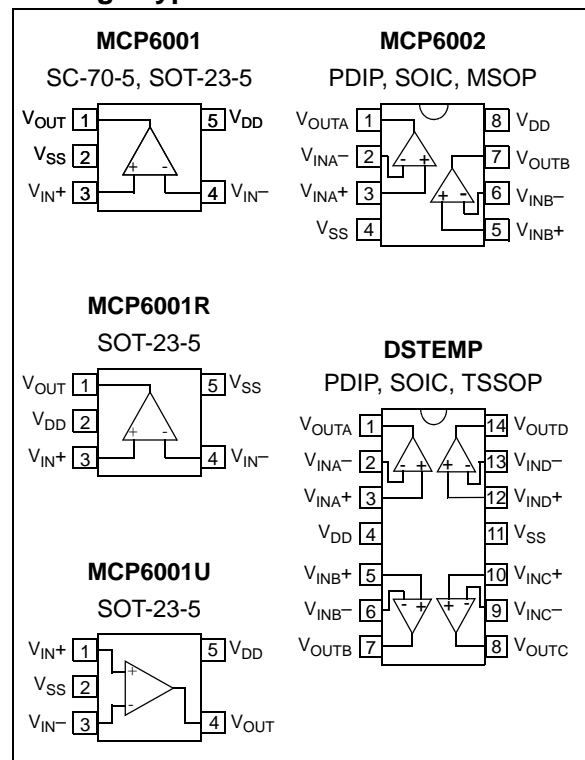 MCP6001
SC-70-5, SOT-23-5
VOUT 1 5 VDD
VSS 2
VIN+ 3 + - 4 VIN–
MCP6002
PDIP, SOIC, MSOP
VOUTA 1 8 VDD
VINA– 2 - + 7 VOUTB
VINA+ 3 + - 6 VINB–
VSS 4 5 VINB+
MCP6001R
SOT-23-5
VOUT 1 5 VSS
VDD 2
VIN+ 3 + - 4 VIN–
DSTEMP
PDIP, SOIC, TSSOP
VOUTA 1 14 VOUTD
VINA– 2 - + + - 13 VIND–
VINA+ 3 12 VIND+
VDD 4 11 VSS
VINB+ 5 10 VINC+
VINB– 6 - + + - 9 VINC–
VOUTB 7 8 VOUTC
MCP6001U
SOT-23-5
VIN+ 1 + 5 VDD
VSS 2
VIN– 3 - 4 VOUT